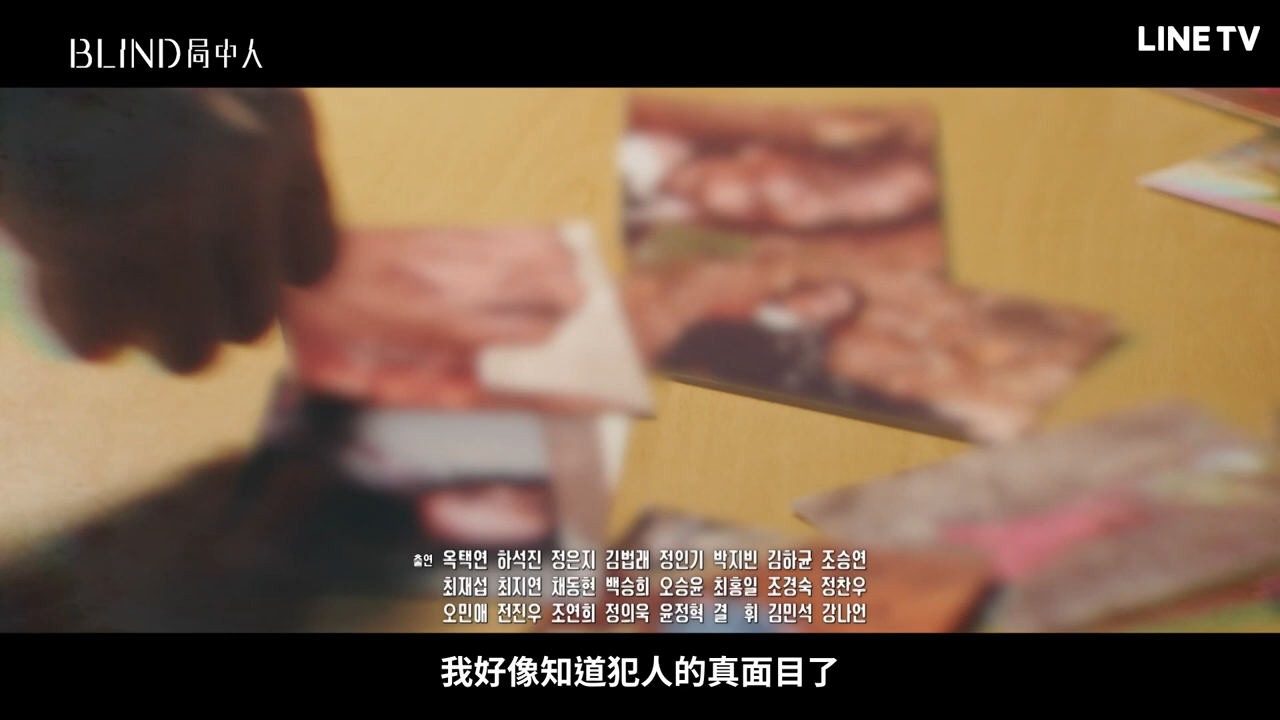 BLIND局中人
LINE TV
출연 옥택연 하석진 정은지 김법래 정인기 박지빈 김하균 조승연
최재섭 최지연 채동현 백승희 오승윤 최홍일 조경숙 정찬우
오민애 전진우 조연희 정의욱 윤정혁 결 휘 김민석 강나언
我好像知道犯人的真面目了